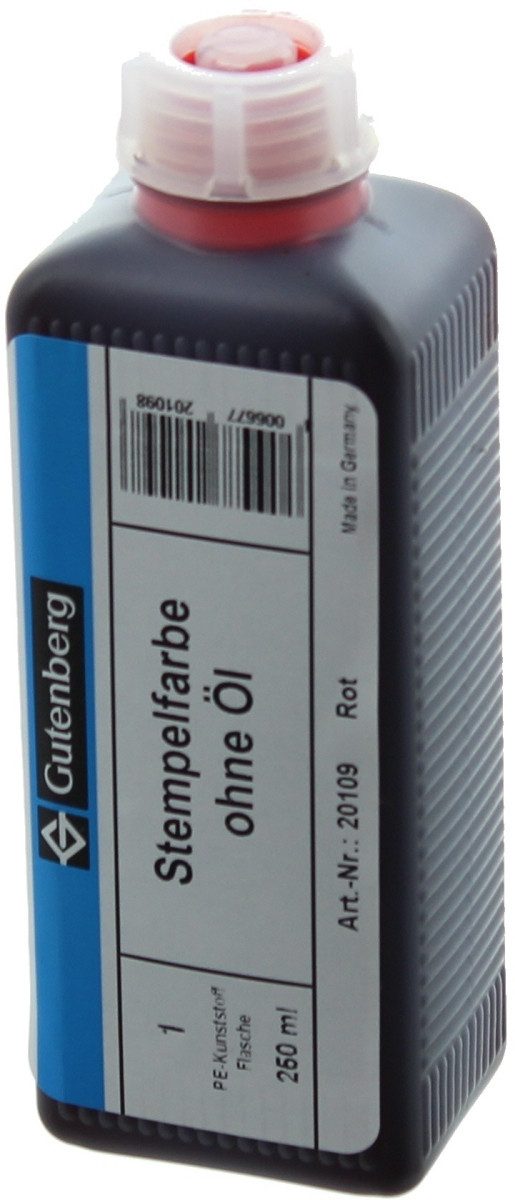 Gutenberg
006677 201098
Stempelfarbe
ohne Öl
1
PE-Kunststoff
Flasche
250 ml
Art.-Nr.: 20109 Rot
Made in Germany